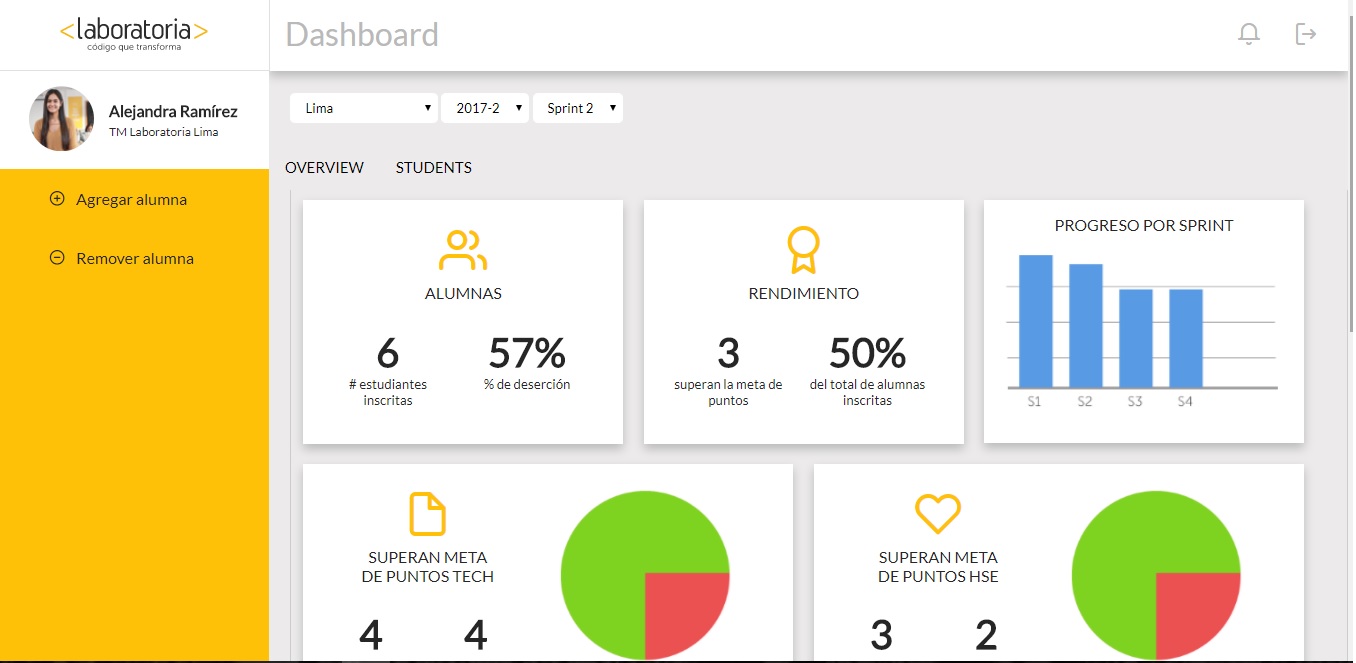 <laboratoria>
código que transforma
Dashboard
Alejandra Ramírez
TM Laboratoria Lima
Agregar alumna
Remover alumna
Lima
2017-2
Sprint 2
OVERVIEW
STUDENTS
ALUMNAS
6
# estudiantes
inscritas
57%
% de deserción
RENDIMIENTO
3
superan la meta de
puntos
50%
del total de alumnas
inscritas
PROGRESO POR SPRINT
S1
S2
S3
S4
SUPERAN META
DE PUNTOS TECH
4
4
SUPERAN META
DE PUNTOS HSE
3
2